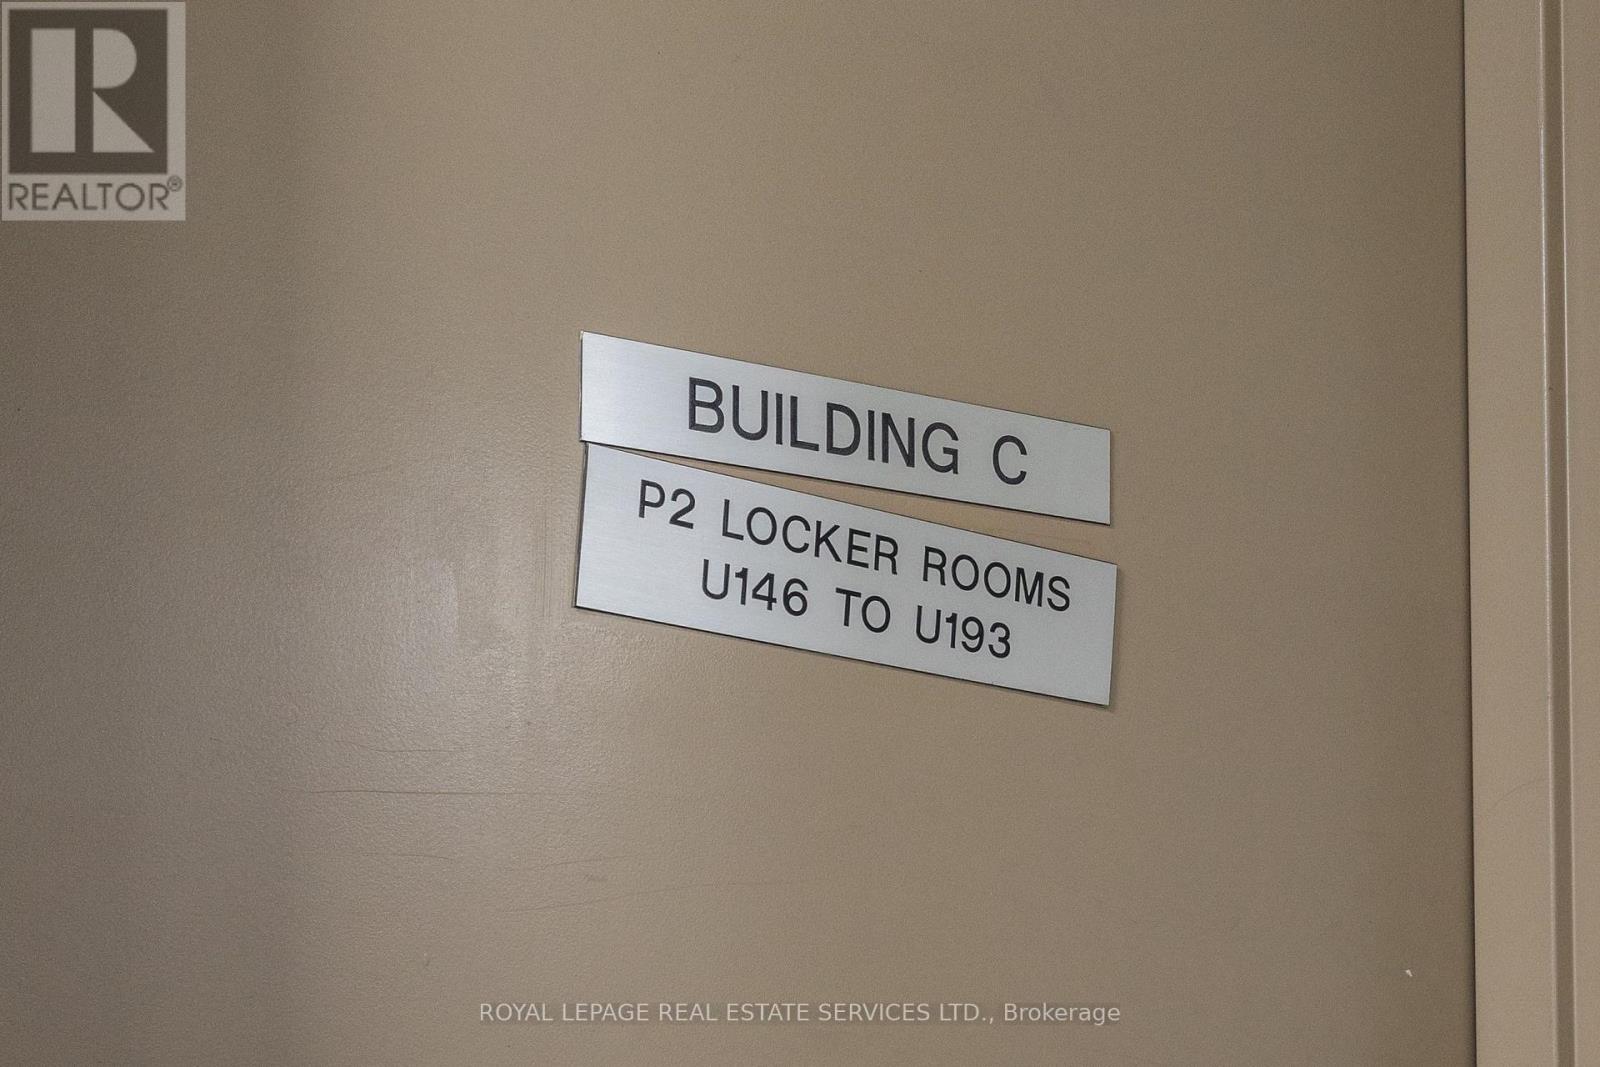 REALTOR®
BUILDING C
P2 LOCKER ROOMS
U146 TO U193
ROYAL LEPAGE REAL ESTATE SERVICES LTD., Brokerage